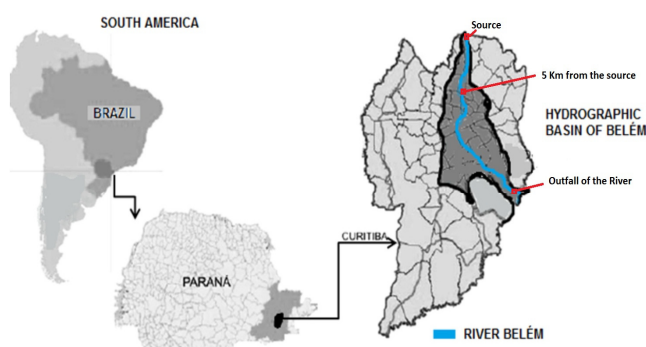 SOUTH AMERICA
BRAZIL
PARANÁ
CURITIBA
Source
5 Km from the source
HYDROGRAPHIC
BASIN OF BELÉM
Outfall of the River
RIVER BELÉM